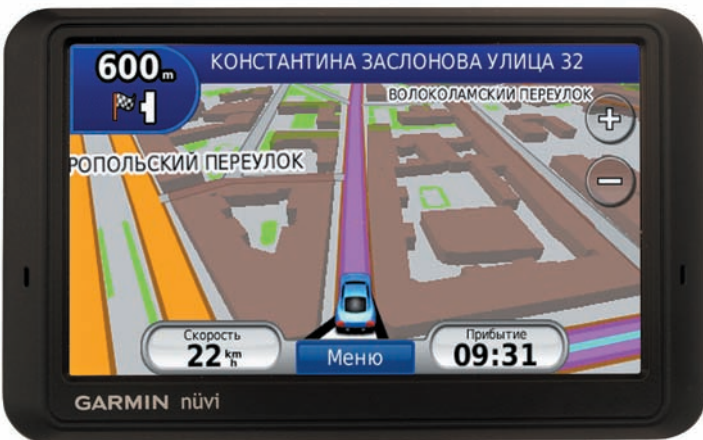 600 m
КОНСТАНТИНА ЗАСЛОНОВА УЛИЦА 32
ВОЛОКОЛАМСКИЙ ПЕРЕУЛОК
РОПОЛЬСКИЙ ПЕРЕУЛОК
+
−
Скорость
22 km/h
Меню
Прибытие
09:31
GARMIN nüvi